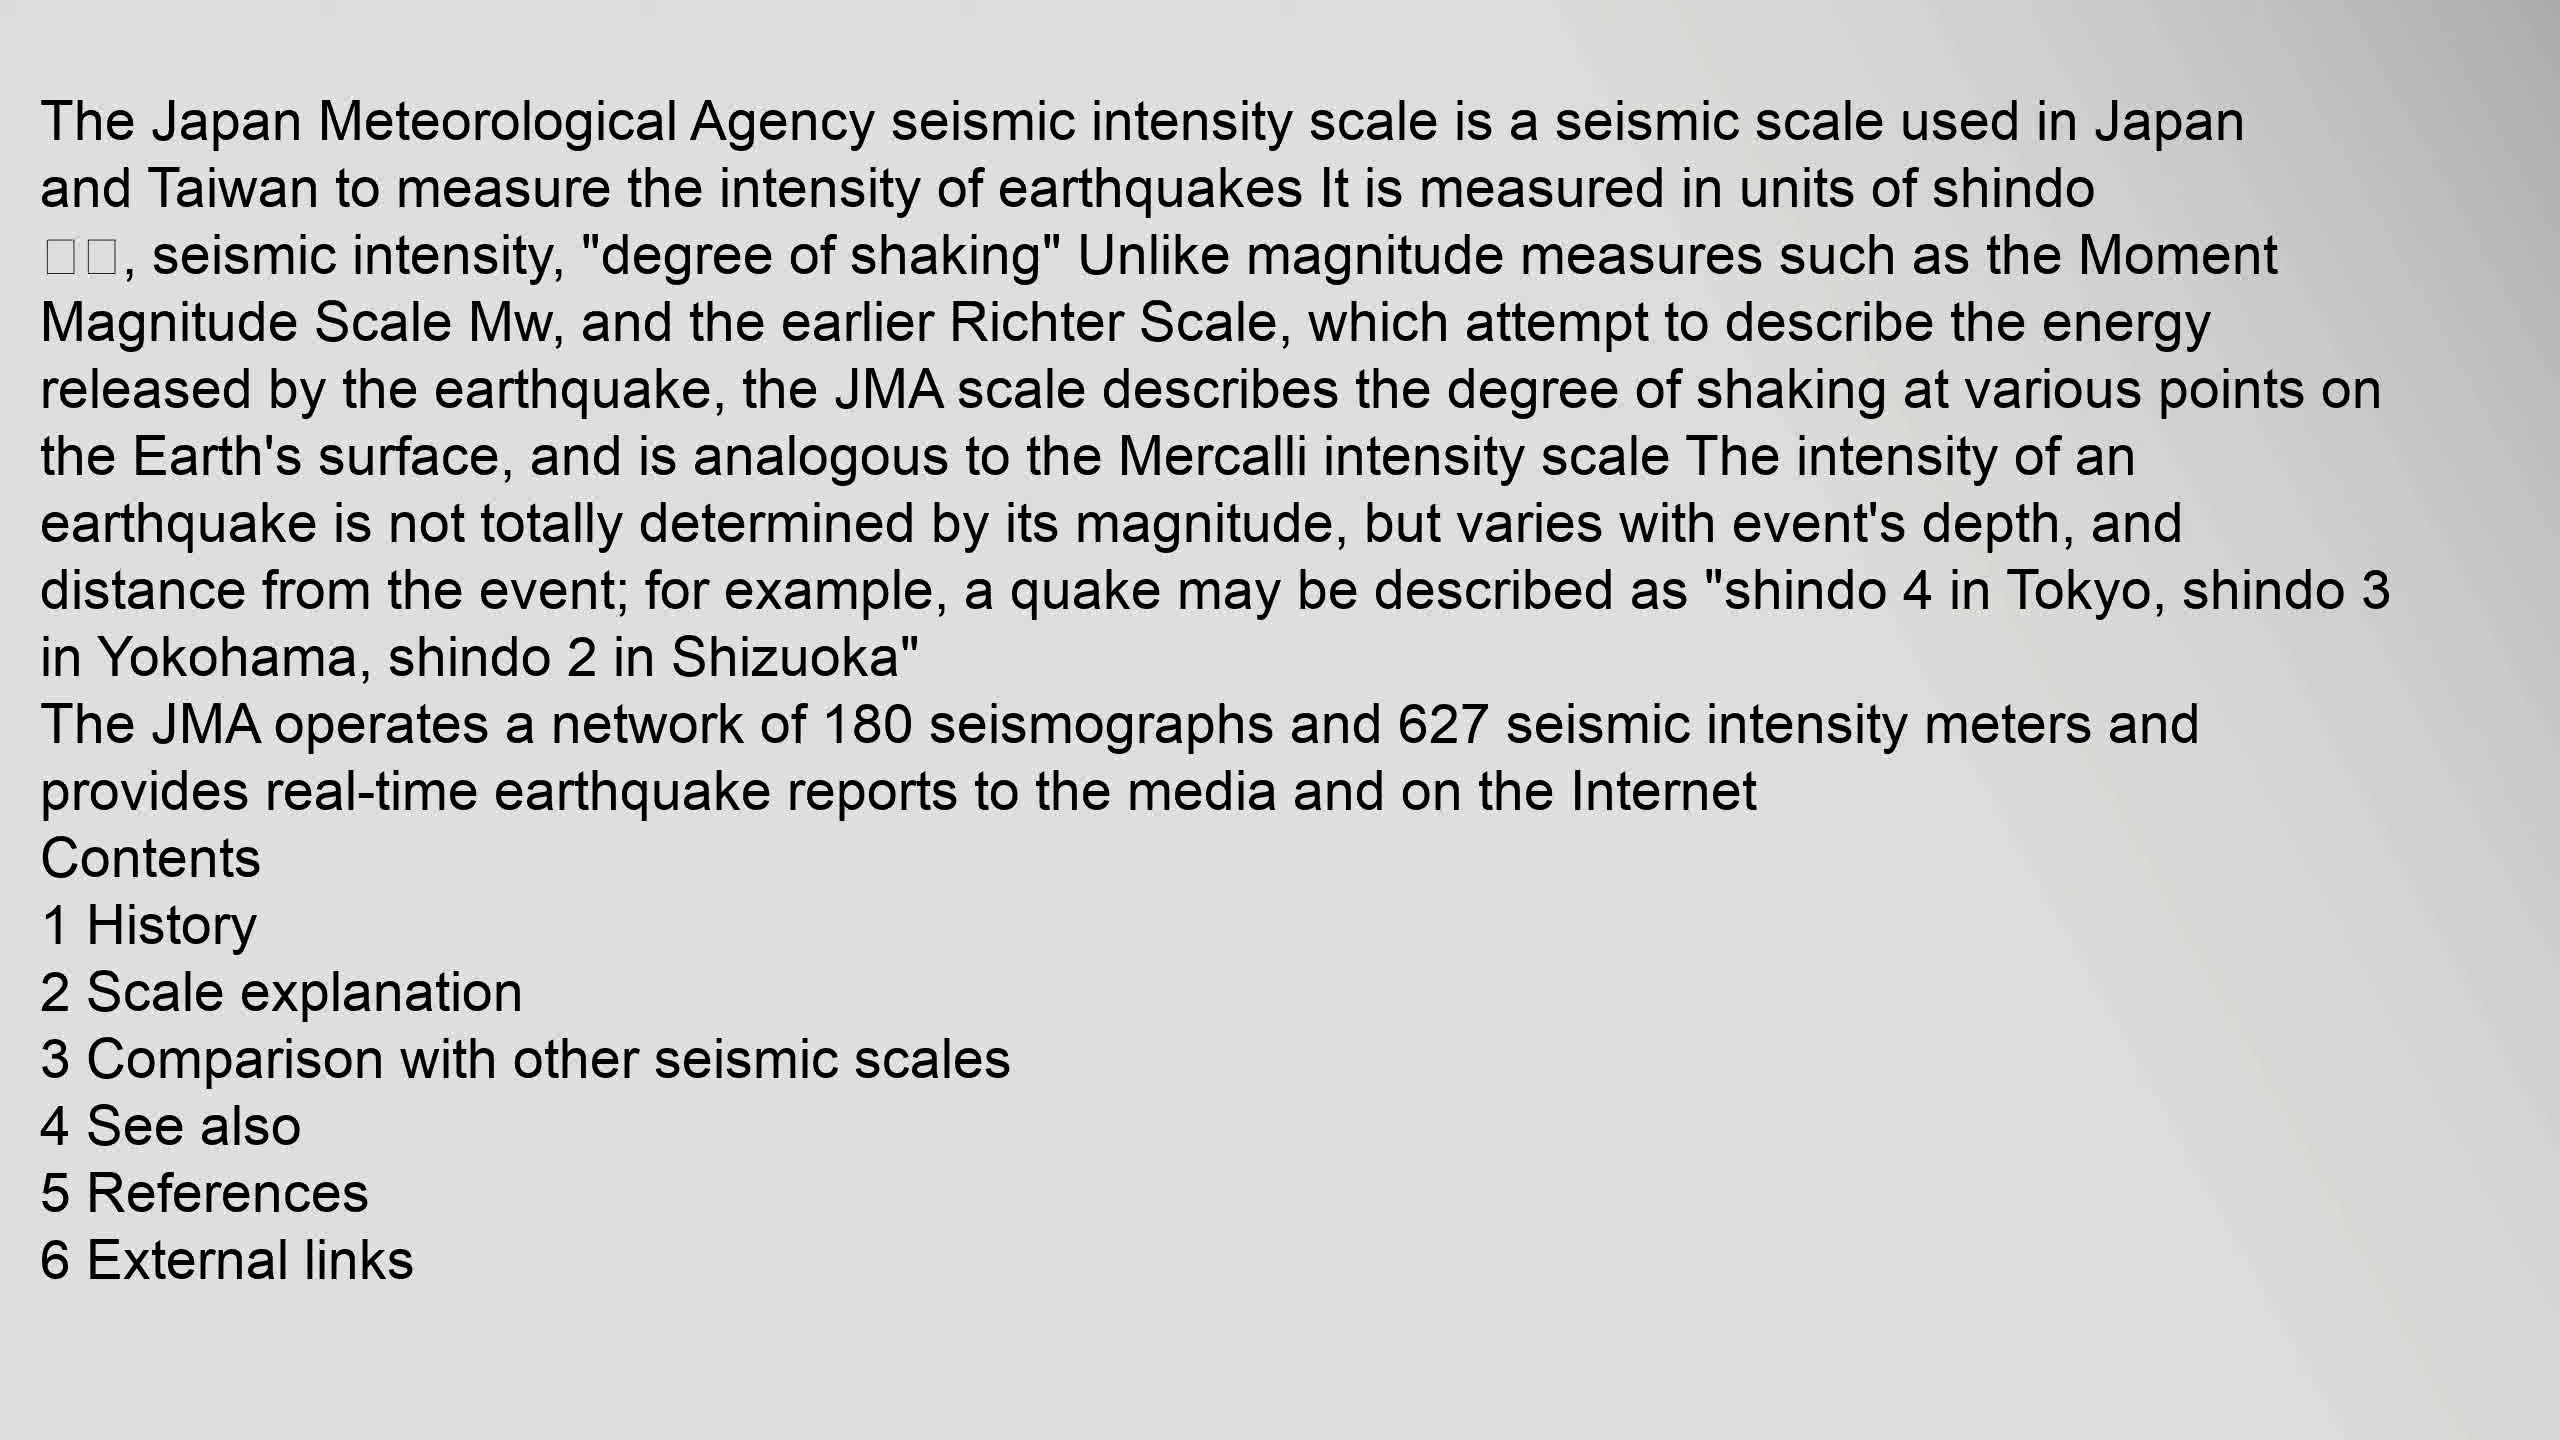 The Japan Meteorological Agency seismic intensity scale is a seismic scale used in Japan
and Taiwan to measure the intensity of earthquakes It is measured in units of shindo
□□, seismic intensity, "degree of shaking" Unlike magnitude measures such as the Moment
Magnitude Scale Mw, and the earlier Richter Scale, which attempt to describe the energy
released by the earthquake, the JMA scale describes the degree of shaking at various points on
the Earth's surface, and is analogous to the Mercalli intensity scale The intensity of an
earthquake is not totally determined by its magnitude, but varies with event's depth, and
distance from the event; for example, a quake may be described as "shindo 4 in Tokyo, shindo 3
in Yokohama, shindo 2 in Shizuoka"
The JMA operates a network of 180 seismographs and 627 seismic intensity meters and
provides real-time earthquake reports to the media and on the Internet
Contents
1 History
2 Scale explanation
3 Comparison with other seismic scales
4 See also
5 References
6 External links